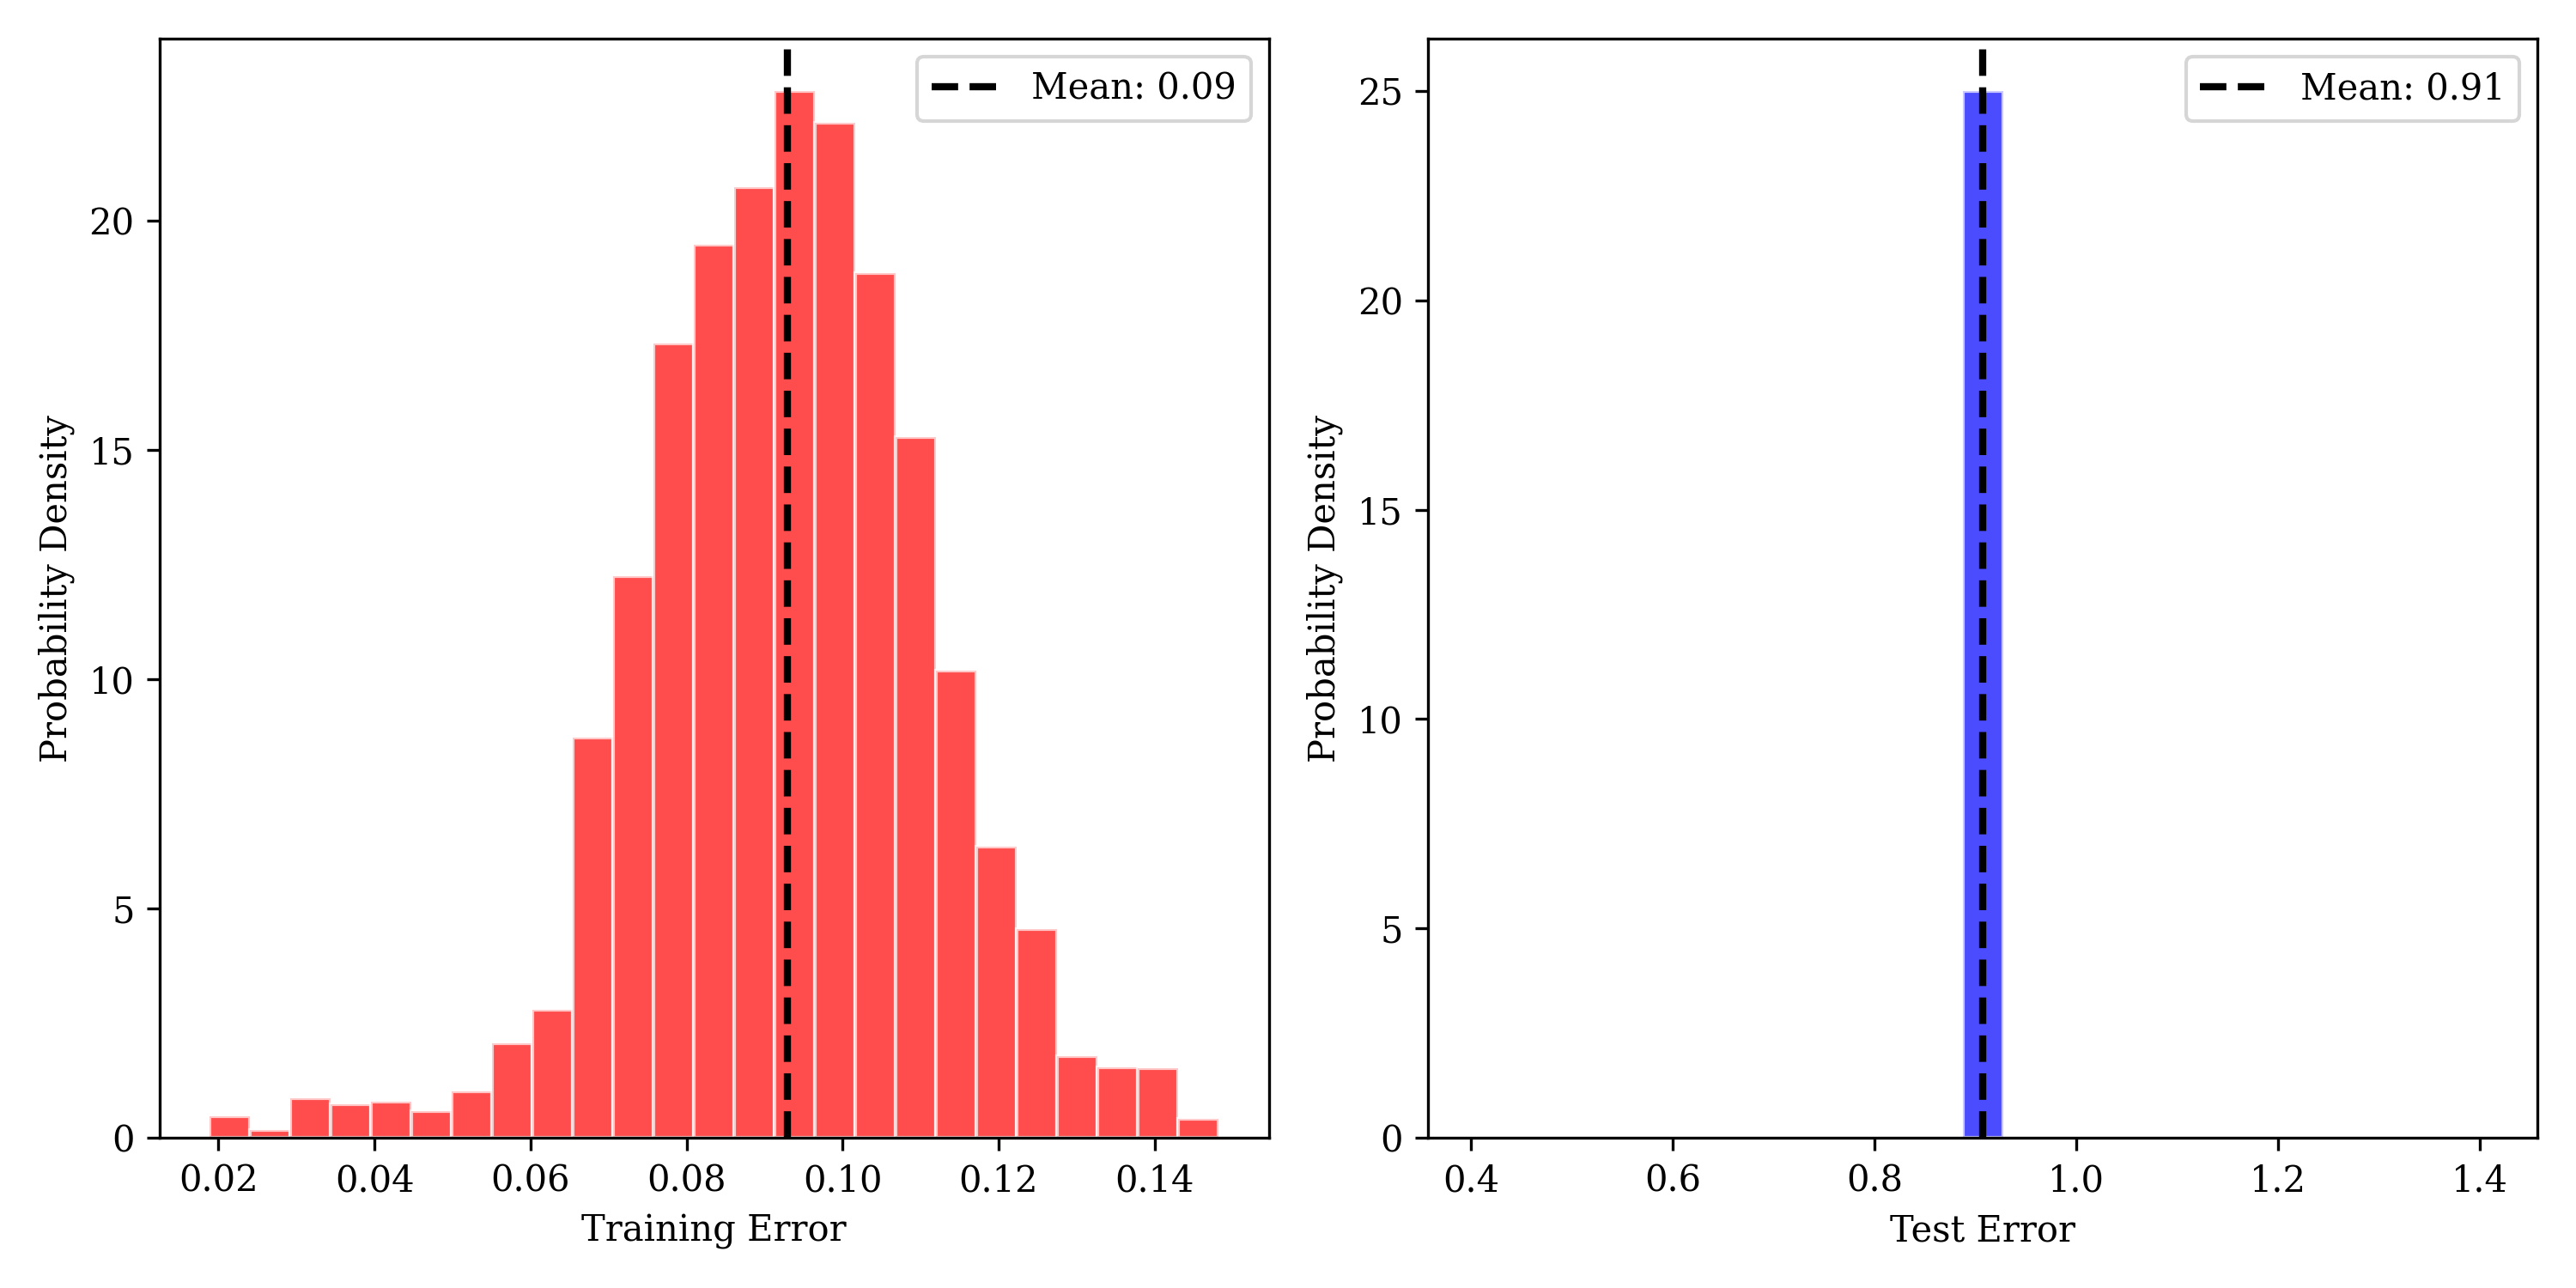 Mean: 0.09
Probability Density
20
15
10
5
0
0.02 0.04 0.06 0.08 0.10 0.12 0.14
Training Error
Mean: 0.91
Probability Density
25
20
15
10
5
0
0.4 0.6 0.8 1.0 1.2 1.4
Test Error